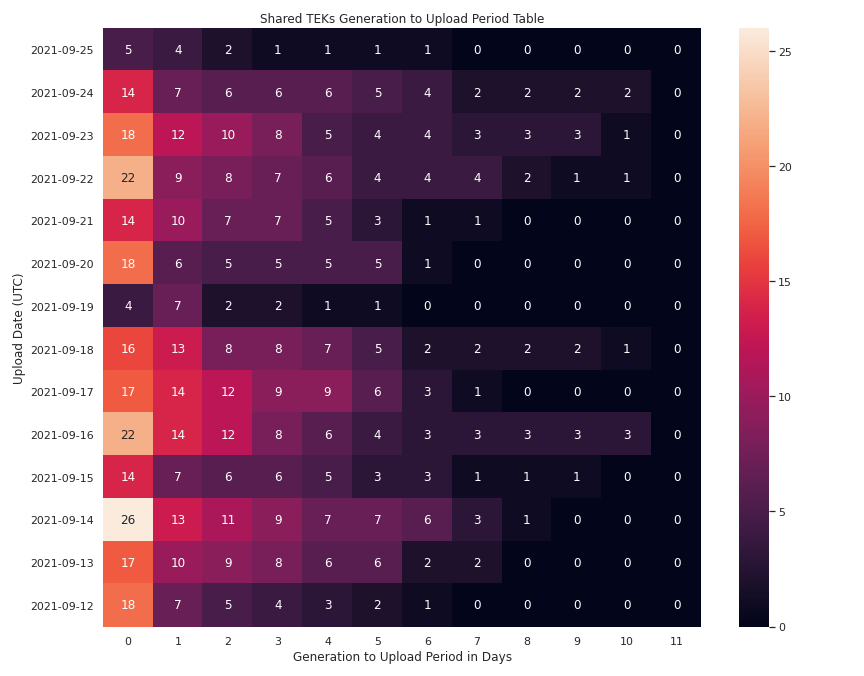 Shared TEKs Generation to Upload Period Table
2021-09-25 5 4 2 1 1 1 1 0 0 0 0 0
2021-09-24 14 7 6 6 6 5 4 2 2 2 2 0
2021-09-23 18 12 10 8 5 4 4 3 3 3 1 0
2021-09-22 22 9 8 7 6 4 4 4 2 1 1 0
2021-09-21 14 10 7 7 5 3 1 1 0 0 0 0
2021-09-20 18 6 5 5 5 5 1 0 0 0 0 0
2021-09-19 4 7 2 2 1 1 0 0 0 0 0 0
2021-09-18 16 13 8 8 7 5 2 2 2 2 1 0
2021-09-17 17 14 12 9 9 6 3 1 0 0 0 0
2021-09-16 22 14 12 8 6 4 3 3 3 3 3 0
2021-09-15 14 7 6 6 5 3 3 1 1 1 0 0
2021-09-14 26 13 11 9 7 7 6 3 1 0 0 0
2021-09-13 17 10 9 8 6 6 2 2 0 0 0 0
2021-09-12 18 7 5 4 3 2 1 0 0 0 0 0
0 1 2 3 4 5 6 7 8 9 10 11
Generation to Upload Period in Days
Upload Date (UTC)
25
20
15
10
5
0